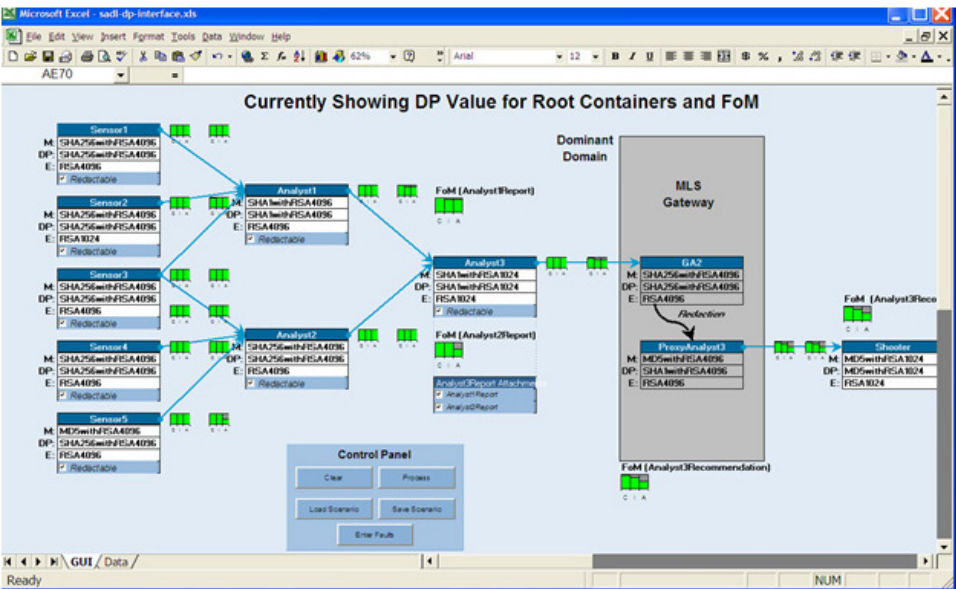 Microsoft Excel - sadl-dp-interface.xls
File Edit View Insert Format Tools Data Window Help
62%
Arial
12
B I U
AE70
=
Currently Showing DP Value for Root Containers and FoM
Sensor1
M: SHA256withRSA4096
DP: SHA256withRSA4096
E: RSA4096
Redactable
C I A
Sensor2
M: SHA256withRSA4096
DP: SHA256withRSA4096
E: RSA1024
Redactable
Sensor3
M: SHA256withRSA4096
DP: SHA256withRSA4096
E: RSA4096
Redactable
Sensor4
M: SHA256withRSA4096
DP: SHA256withRSA4096
E: RSA4096
Redactable
Sensor5
M: MD5withRSA4096
DP: SHA256withRSA4096
E: RSA4096
Redactable
Analyst1
M: SHA1withRSA4096
DP: SHA1withRSA4096
E: RSA4096
Redactable
Analyst2
M: SHA256withRSA4096
DP: SHA256withRSA4096
E: RSA4096
Redactable
FoM (Analyst1Report)
C I A
Analyst3
M: SHA1withRSA1024
DP: SHA1withRSA1024
E: RSA1024
Redactable
FoM (Analyst2Report)
C I A
Analyst3Report Attachments
Analyst1Report
Analyst2Report
Dominant
Domain
MLS
Gateway
GA2
M: SHA256withRSA4096
DP: SHA256withRSA4096
E: RSA4096
Redaction
ProxyAnalyst3
M: MD5withRSA4096
DP: SHA1withRSA4096
E: RSA4096
FoM (Analyst3Recommendation)
C I A
FoM (Analyst3Reco
C I A
Shooter
M: MD5withRSA1024
DP: MD5withRSA1024
E: RSA1024
Control Panel
Clear
Process
Load Scenario
Save Scenario
Enter Faults
GUI / Data
Ready
NUM